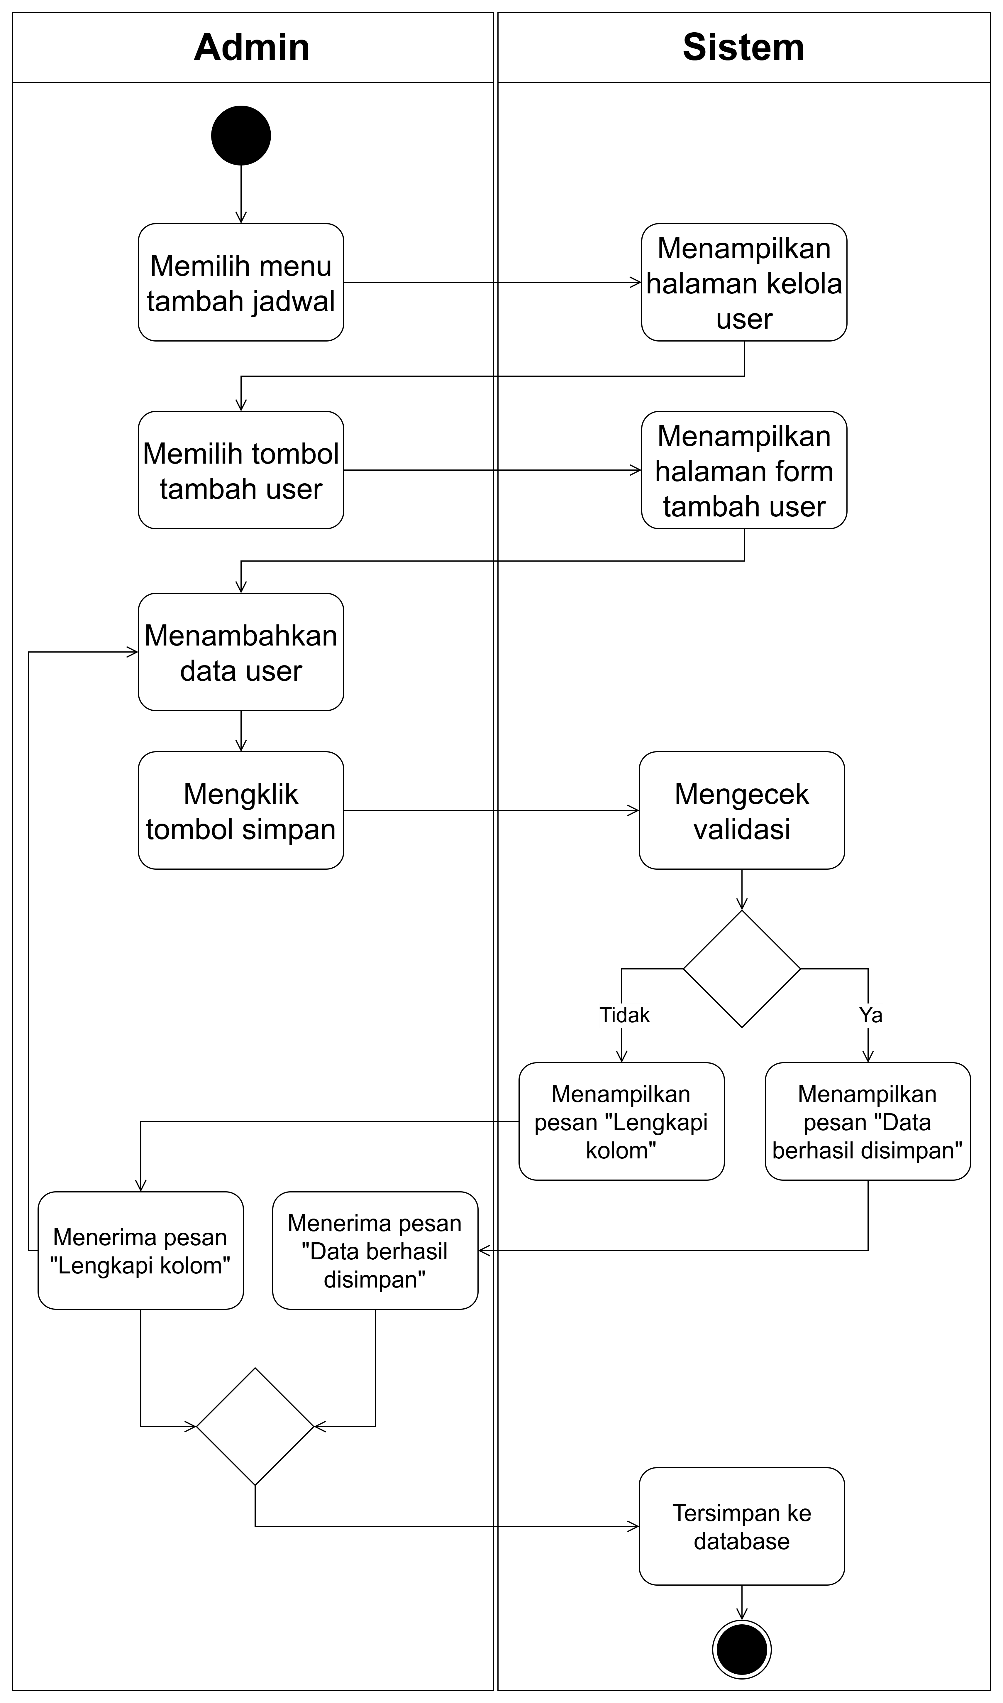 Admin
Sistem
Memilih menu
tambah jadwal
Menampilkan
halaman kelola
user
Memilih tombol
tambah user
Menampilkan
halaman form
tambah user
Menambahkan
data user
Mengklik
tombol simpan
Mengecek
validasi
Tidak
Ya
Menampilkan
pesan "Lengkapi
kolom"
Menampilkan
pesan "Data
berhasil disimpan"
Menerima pesan
"Lengkapi kolom"
Menerima pesan
"Data berhasil
disimpan"
Tersimpan ke
database